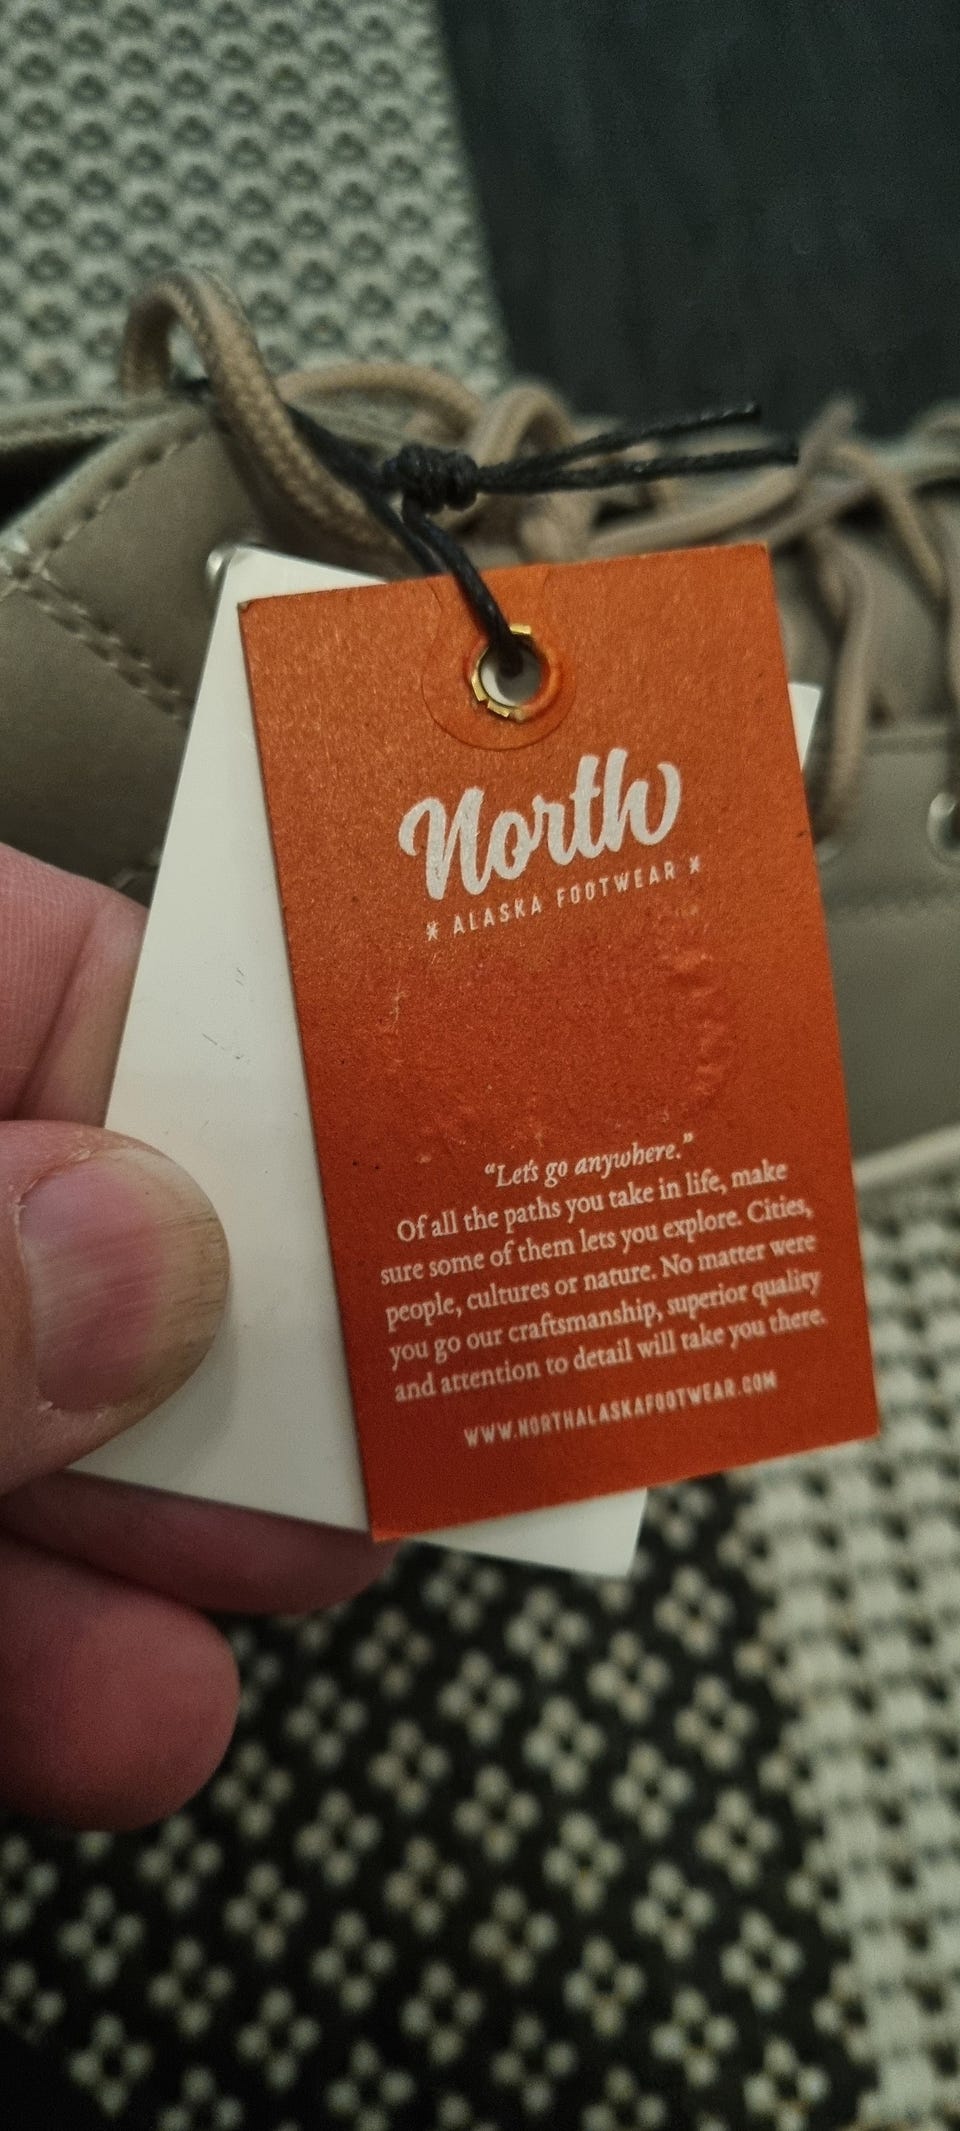 North
* ALASKA FOOTWEAR *
“Let's go anywhere.”
Of all the paths you take in life, make
sure some of them lets you explore. Cities,
people, cultures or nature. No matter were
you go our craftsmanship, superior quality
and attention to detail will take you there.
WWW.NORTHALASKAFOOTWEAR.COM